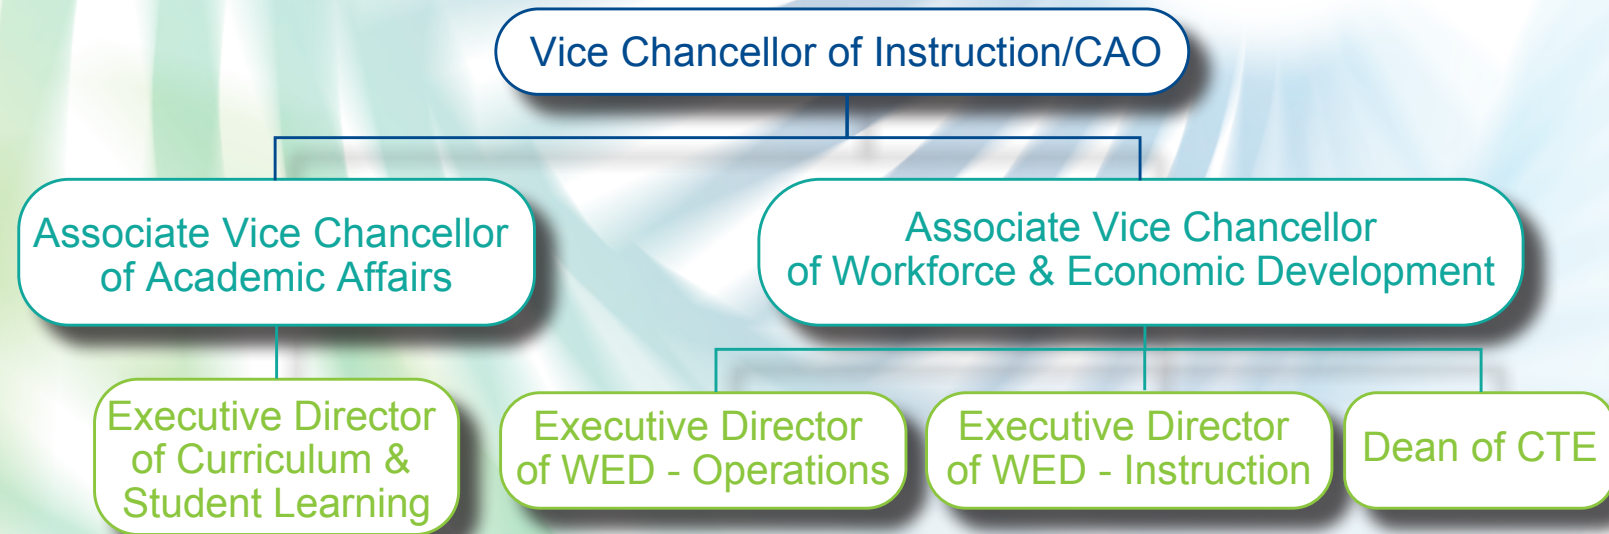 Vice Chancellor of Instruction/CAO
Associate Vice Chancellor
of Academic Affairs
Associate Vice Chancellor
of Workforce & Economic Development
Executive Director
of Curriculum &
Student Learning
Executive Director
of WED - Operations
Executive Director
of WED - Instruction
Dean of CTE